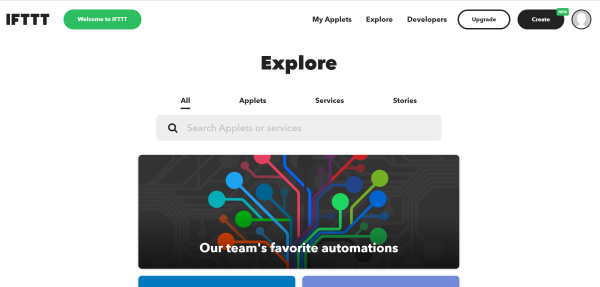 IFTTT
Welcome to IFTTT
My Applets
Explore
Developers
Upgrade
Create
NEW
Explore
All
Applets
Services
Stories
Search Applets or services
Our team's favorite automations